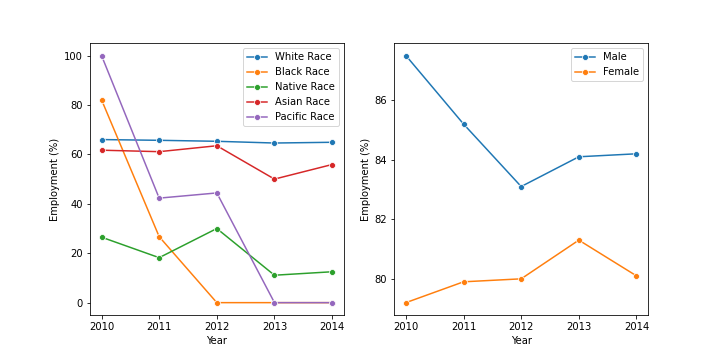 100
80
60
40
20
0
Employment (%)
2010 2011 2012 2013 2014
Year
White Race
Black Race
Native Race
Asian Race
Pacific Race
86
84
82
80
Employment (%)
2010 2011 2012 2013 2014
Year
Male
Female